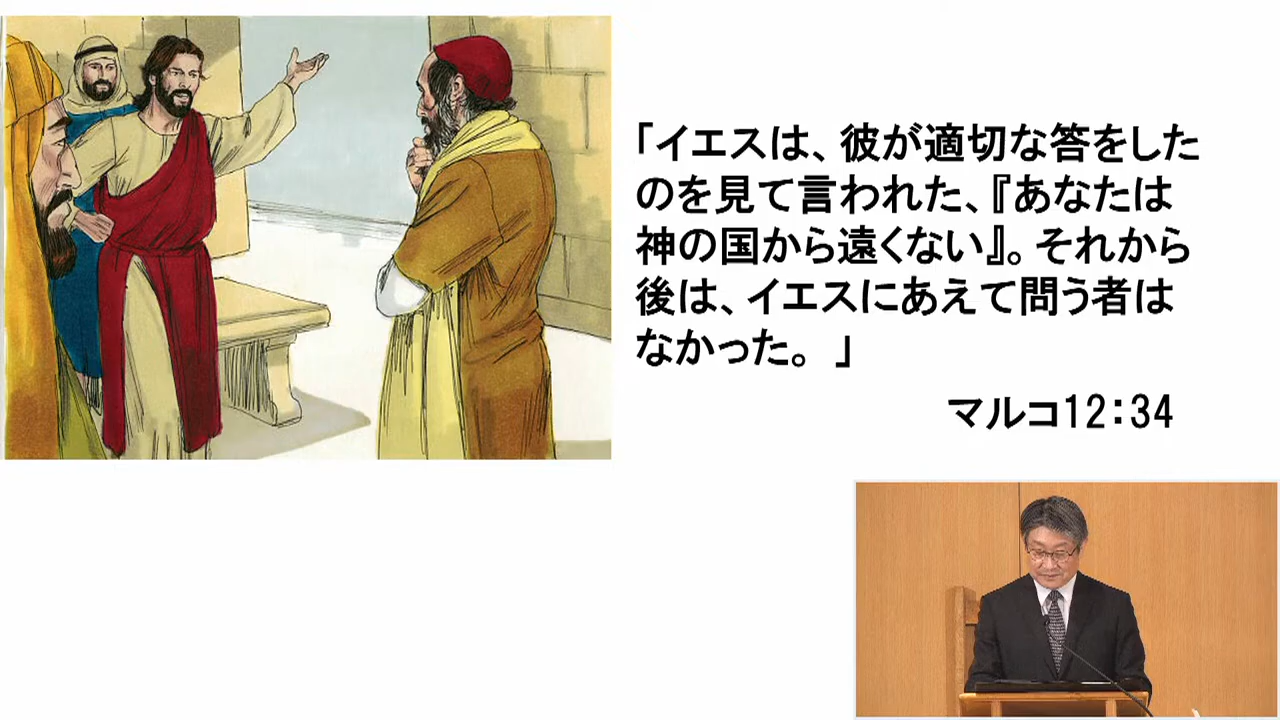 「イエスは、彼が適切な答をした
のを見て言われた、『あなたは
神の国から遠くない』。それから
後は、イエスにあえて問う者は
なかった。」
マルコ12：34